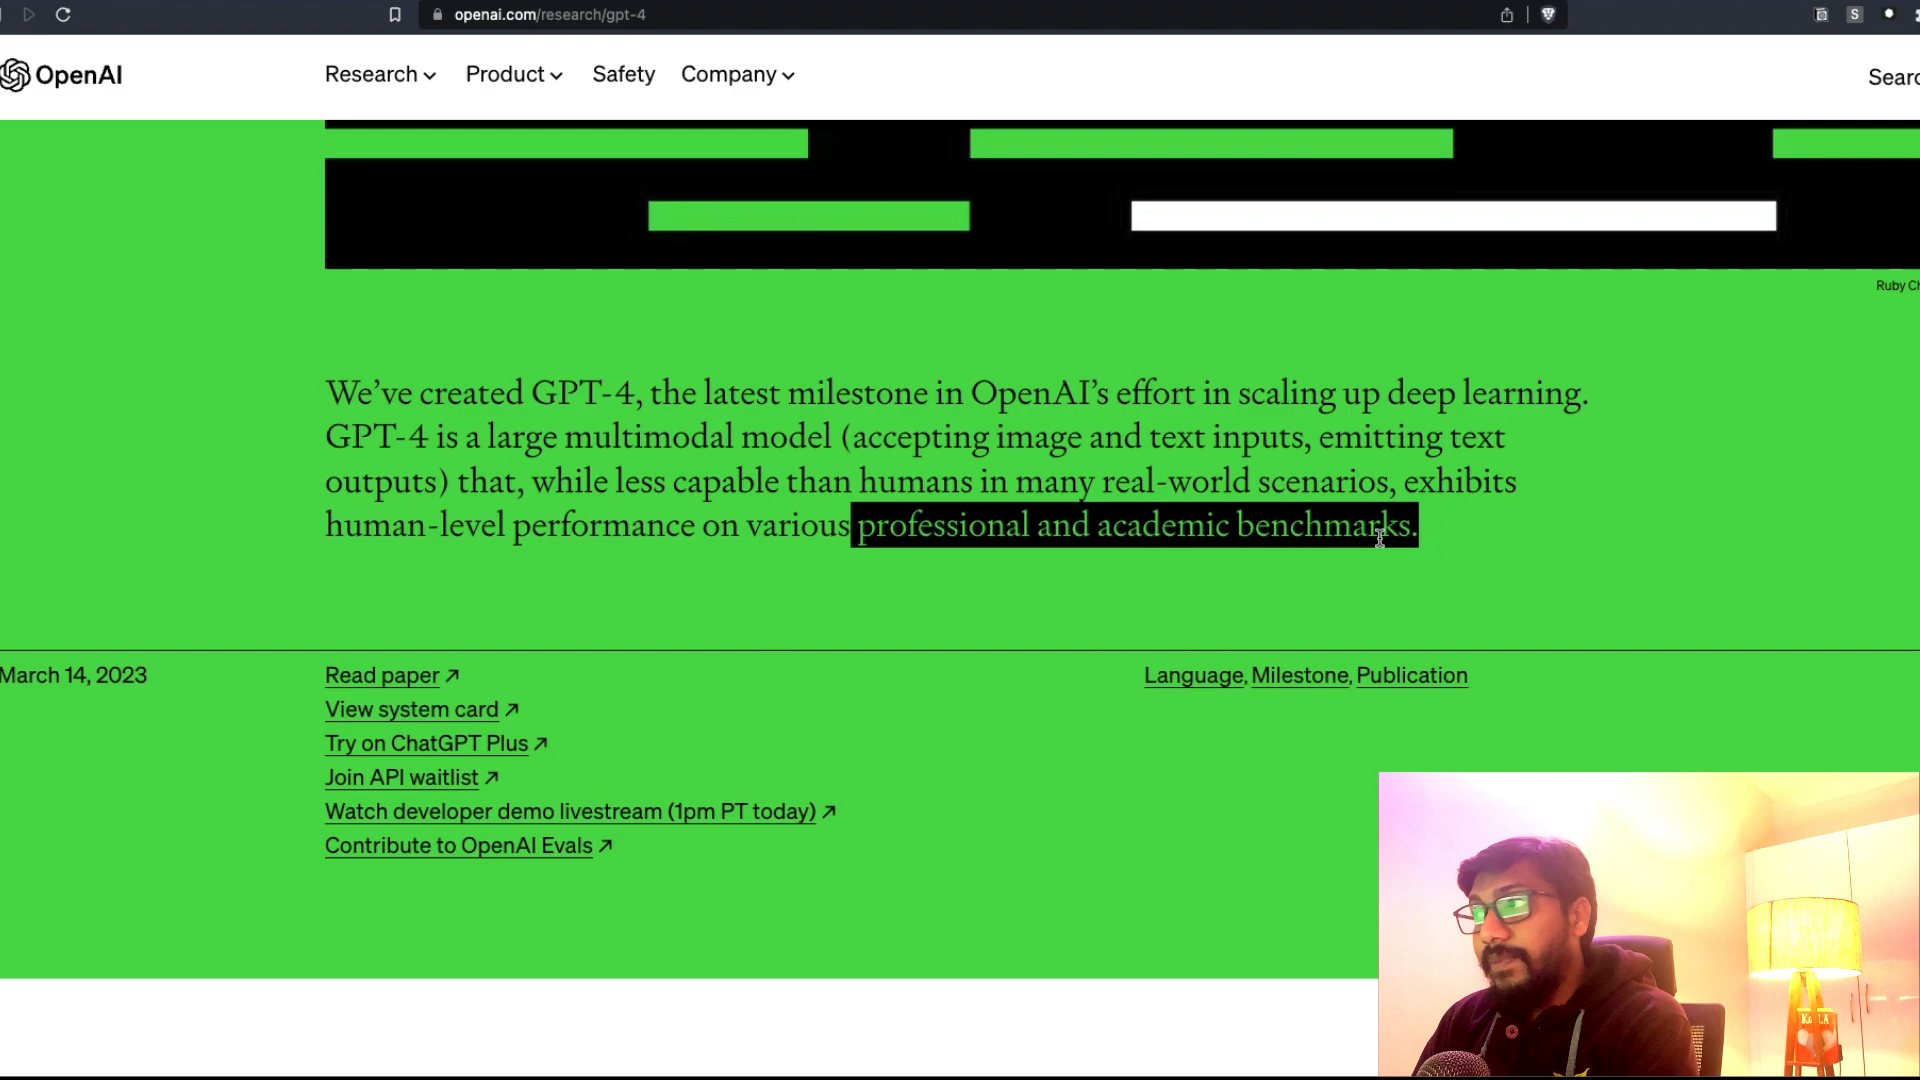 openai.com/research/gpt-4
S
OpenAI
Research
Product
Safety
Company
We've created GPT-4, the latest milestone in OpenAI's effort in scaling up deep learning.
GPT-4 is a large multimodal model (accepting image and text inputs, emitting text
outputs) that, while less capable than humans in many real-world scenarios, exhibits
human-level performance on various professional and academic benchmarks.
March 14, 2023
Read paper ↗
View system card ↗
Try on ChatGPT Plus ↗
Join API waitlist ↗
Watch developer demo livestream (1pm PT today) ↗
Contribute to OpenAI Evals ↗
Language, Milestone, Publication